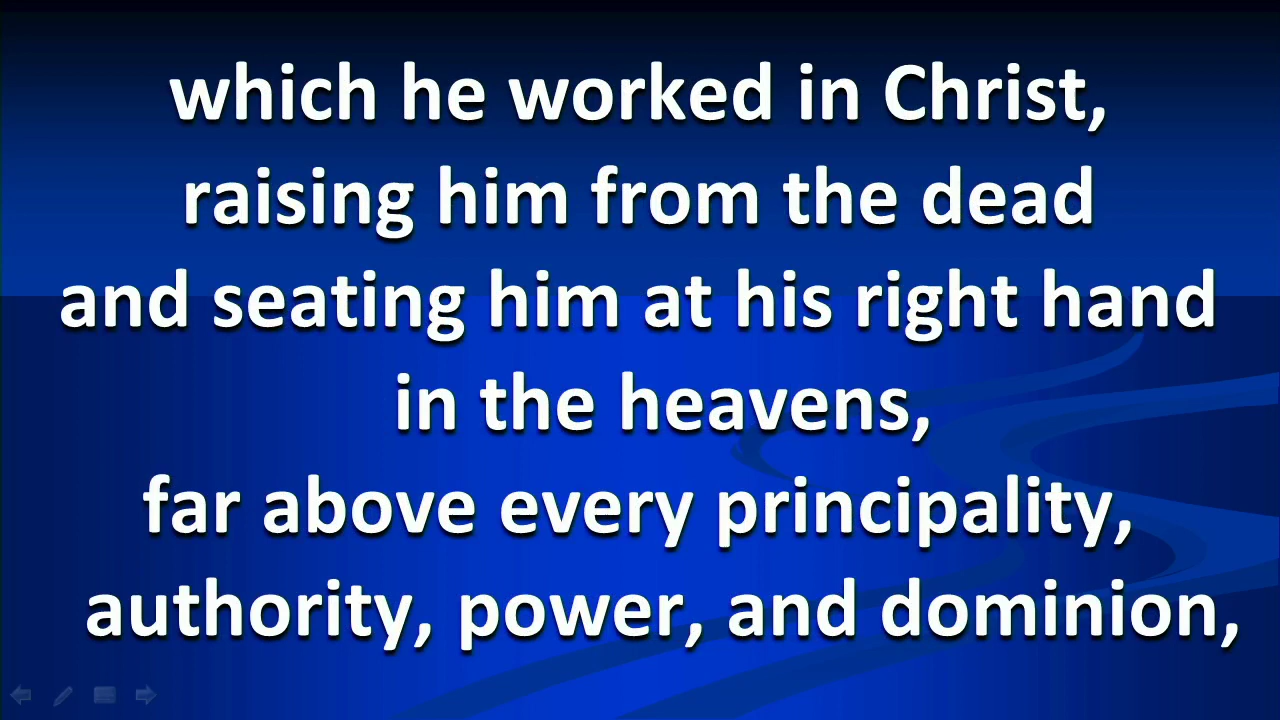 which he worked in Christ,
raising him from the dead
and seating him at his right hand
in the heavens,
far above every principality,
authority, power, and dominion,